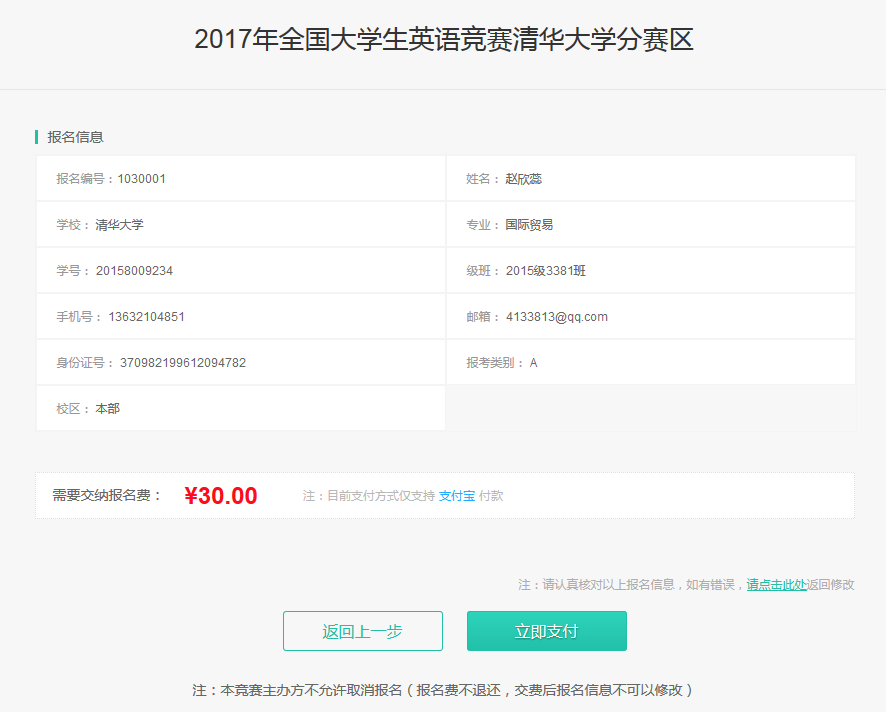 2017年全国大学生英语竞赛清华大学分赛区
报名信息
报名编号：1030001
姓名： 赵欣蕊
学校： 清华大学
专业： 国际贸易
学号： 20158009234
级班： 2015级3381班
手机号： 13632104851
邮箱： 4133813@qq.com
身份证号： 370982199612094782
报考类别： A
校区： 本部
需要交纳报名费： ¥30.00 注：目前支付方式仅支持 支付宝 付款
注：请认真核对以上报名信息，如有错误，请点击此处返回修改
返回上一步
立即支付
注：本竞赛主办方不允许取消报名（报名费不退还，交费后报名信息不可以修改）